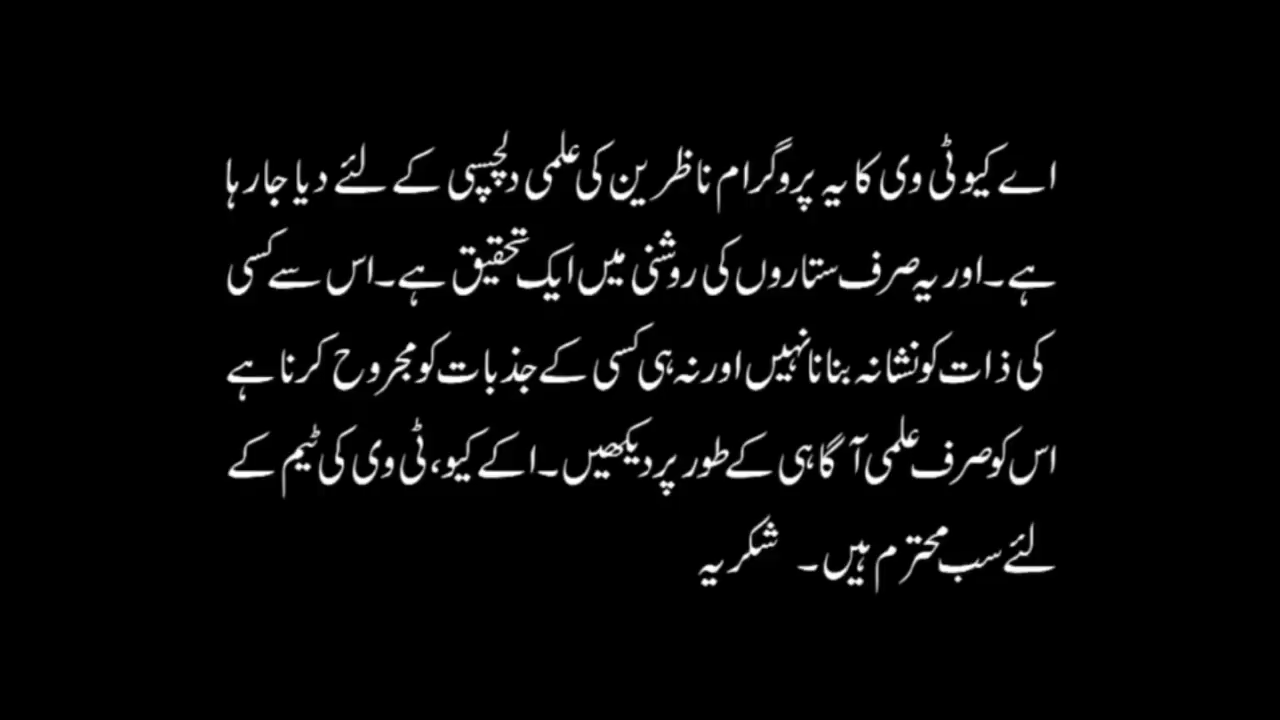 اے کیو ٹی وی کا یہ پروگرام ناظرین کی علمی دلچسپی کے لئے دیا جا رہا
ہے۔ اور یہ صرف ستاروں کی روشنی میں ایک تحقیق ہے۔ اس سے کسی
کی ذات کو نشانہ بنانا نہیں اور نہ ہی کسی کے جذبات کو مجروح کرنا ہے
اس کو صرف علمی آگاہی کے طور پر دیکھیں۔ اکے کیو، ٹی وی کی ٹیم کے
لئے سب محترم ہیں۔ شکریہ